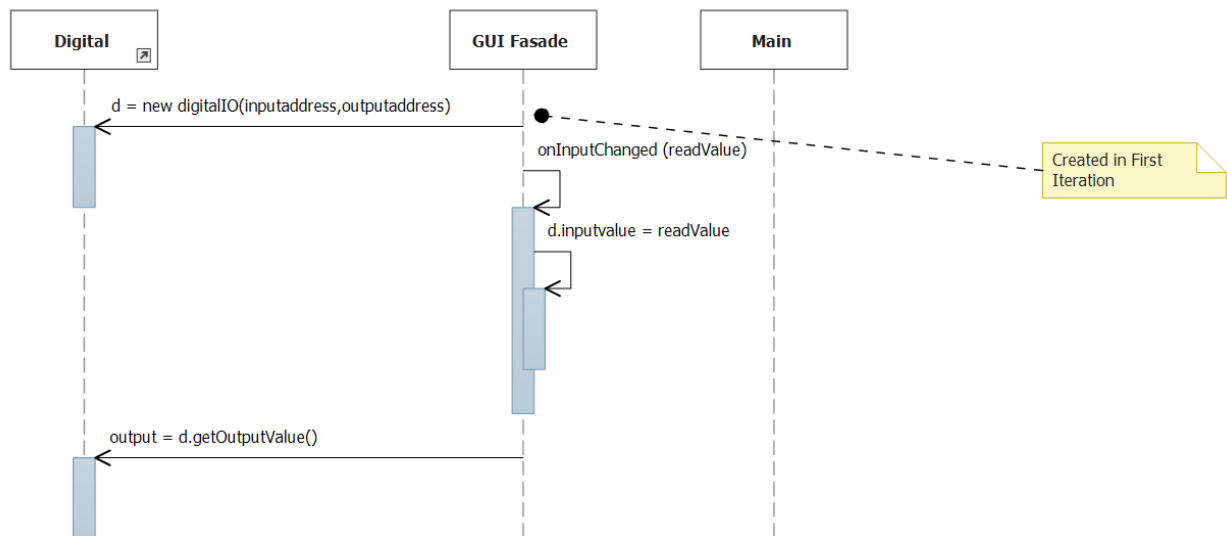 Digital
GUI Fasade
Main
d = new digitalIO(inputaddress,outputaddress)
onInputChanged (readValue)
Created in First
Iteration
d.inputvalue = readValue
output = d.getOutputValue()